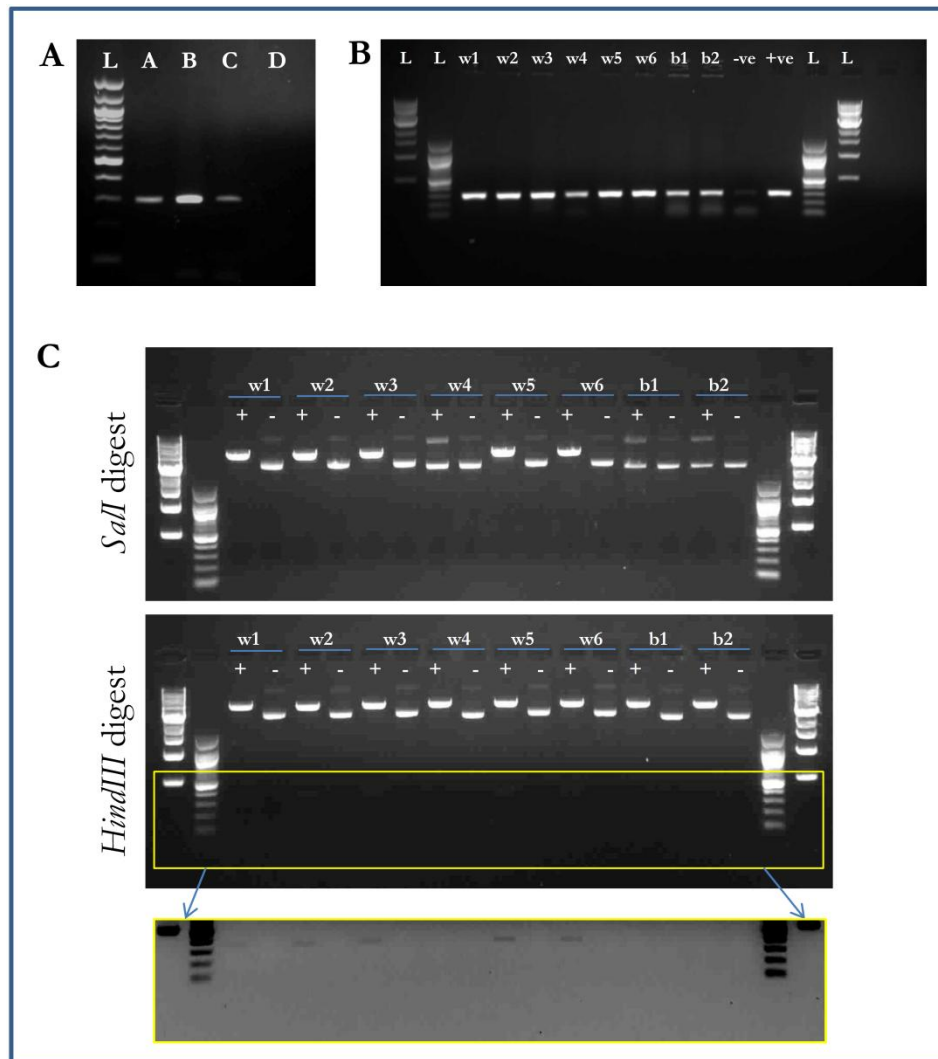 A
L A B C D
B
L L w1 w2 w3 w4 w5 w6 b1 b2 -ve +ve L L
C
SalI digest
w1 w2 w3 w4 w5 w6 b1 b2
+ - + - + - + - + - + - + - + -
HindIII digest
w1 w2 w3 w4 w5 w6 b1 b2
+ - + - + - + - + - + - + - + -